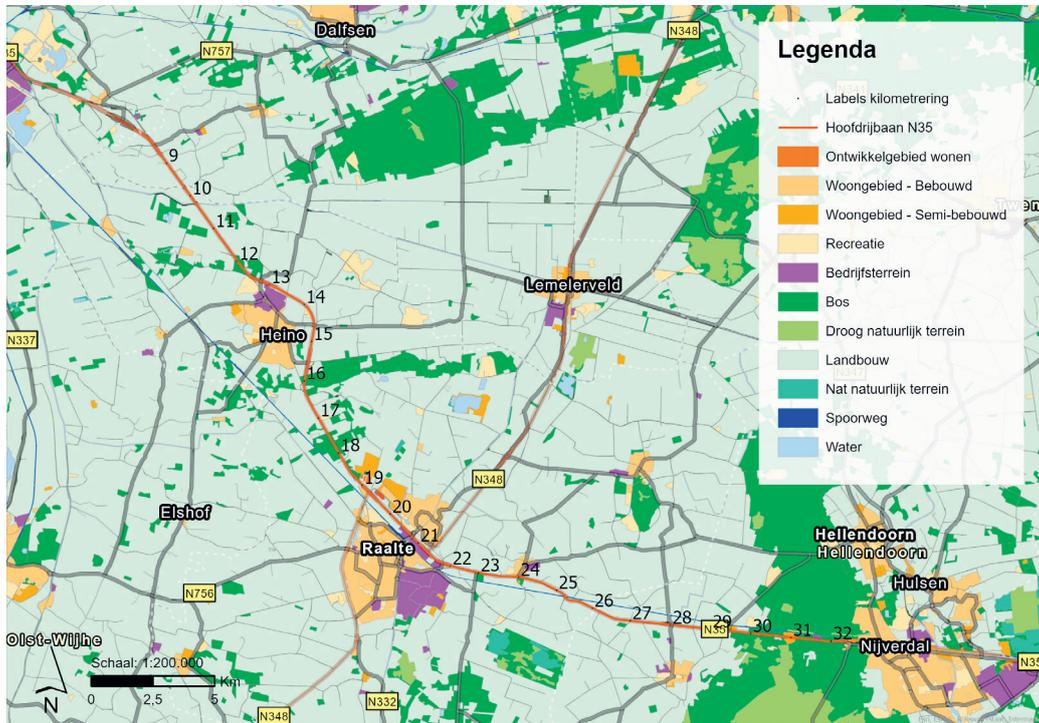 Dalfsen
N348
N757
35
Legenda
Labels kilometrering
Hoofdrijbaan N35
Ontwikkelgebied wonen
Woongebied - Bebouwd
Woongebied - Semi-bebouwd
Recreatie
Bedrijfsterrein
Bos
Droog natuurlijk terrein
Landbouw
Nat natuurlijk terrein
Spoorweg
Water
N341
Twen
N347
9
10
11
12
13
14
Lemelerveld
Heino
15
N337
16
17
18
19
N348
20
Elshof
21
Raalte
Hellendoorn
Hellendoorn
22
23
24
Hulsen
25
N756
26
27
28
29
N35
30
31
32
Nijverdal
Olst-Wijhe
N35
Schaal: 1:200.000
0 2,5 5 Km
N
N332
N348